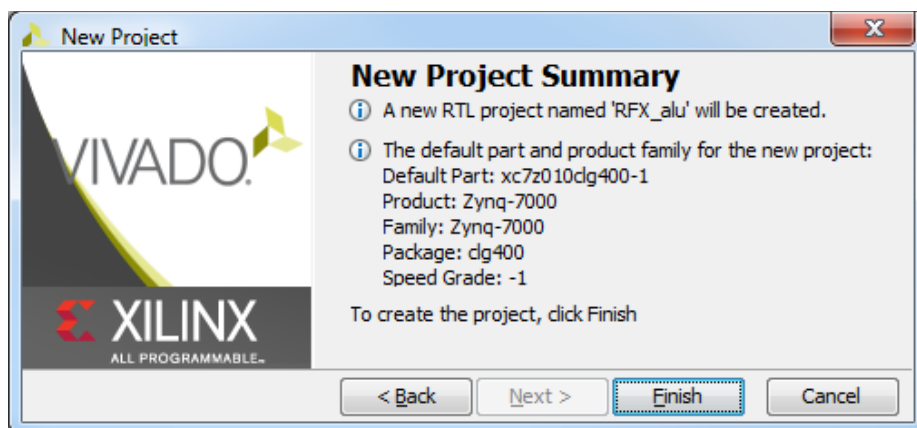 New Project
X
New Project Summary
A new RTL project named 'RFX_alu' will be created.
The default part and product family for the new project:
Default Part: xc7z010clg400-1
Product: Zynq-7000
Family: Zynq-7000
Package: clg400
Speed Grade: -1
To create the project, click Finish
VIVADO.
XILINX
ALL PROGRAMMABLE™
< Back
Next >
Finish
Cancel